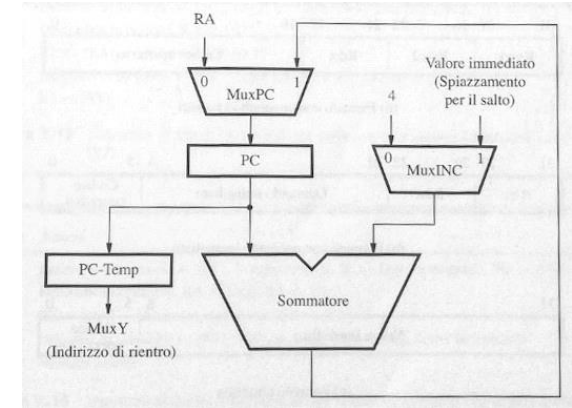 RA
0
1
MuxPC
Valore immediato
(Spiazzamento
per il salto)
4
0
1
MuxINC
PC
PC-Temp
Sommatore
MuxY
(Indirizzo di rientro)